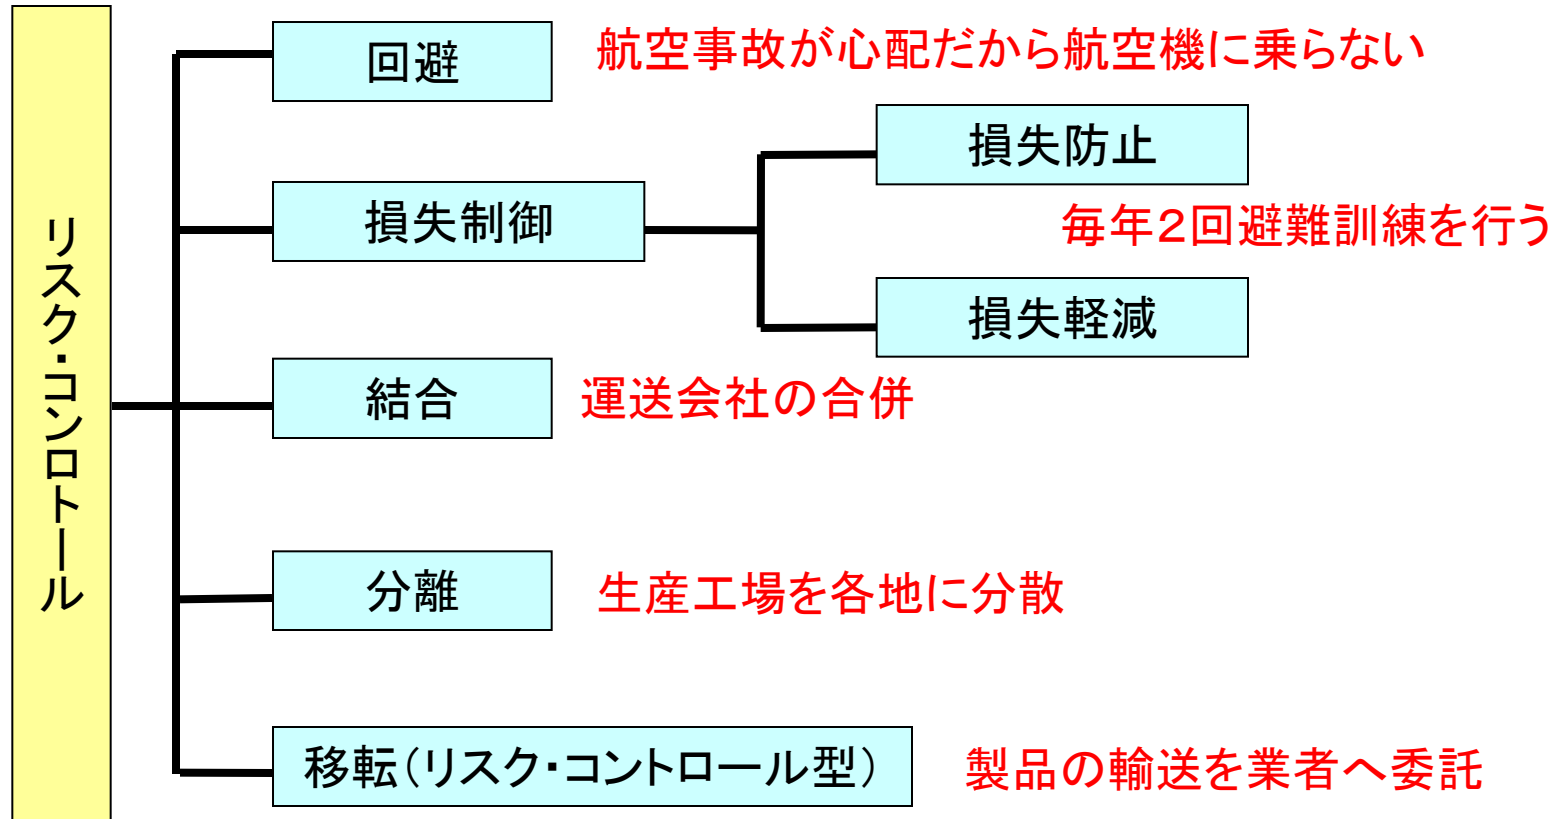 リスク・コンロトール
回避
航空事故が心配だから航空機に乗らない
損失制御
損失防止
毎年２回避難訓練を行う
損失軽減
結合
運送会社の合併
分離
生産工場を各地に分散
移転（リスク・コントロール型）
製品の輸送を業者へ委託